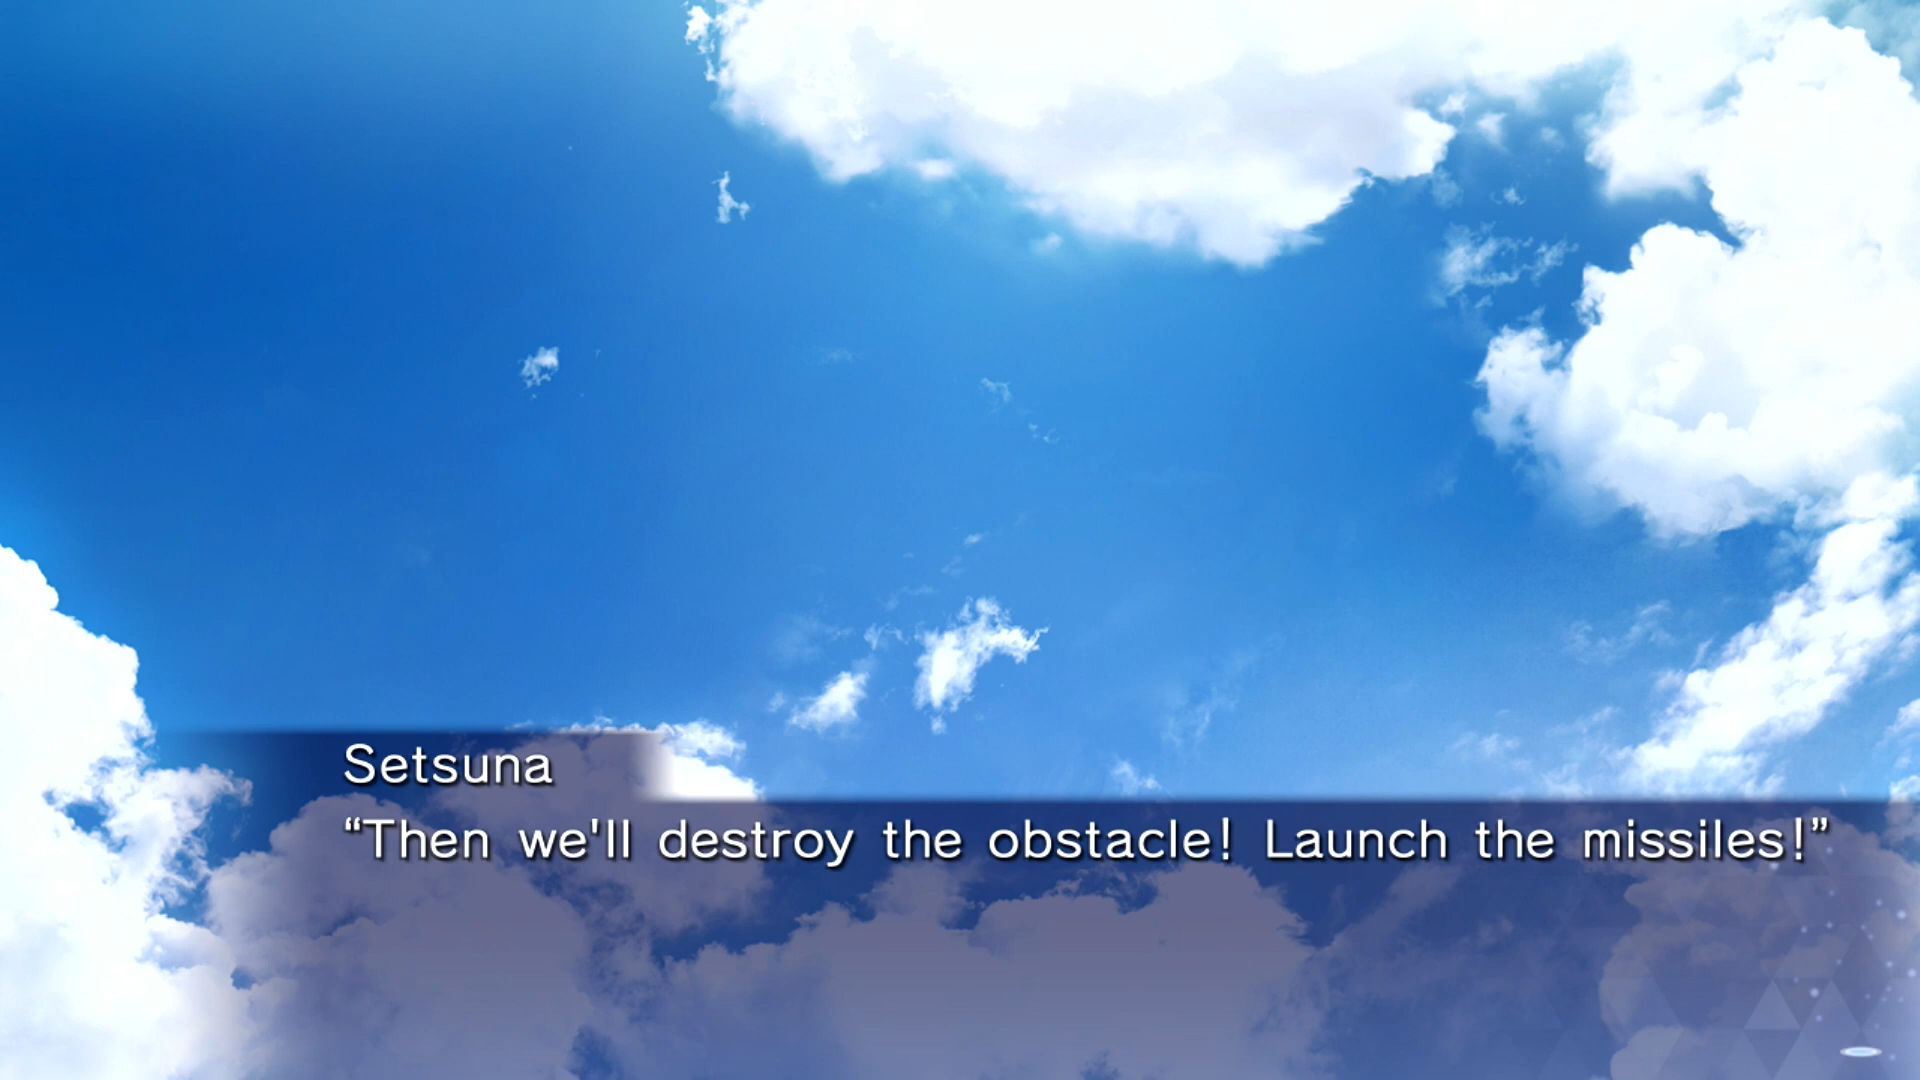 Setsuna
“Then we'll destroy the obstacle! Launch the missiles!”